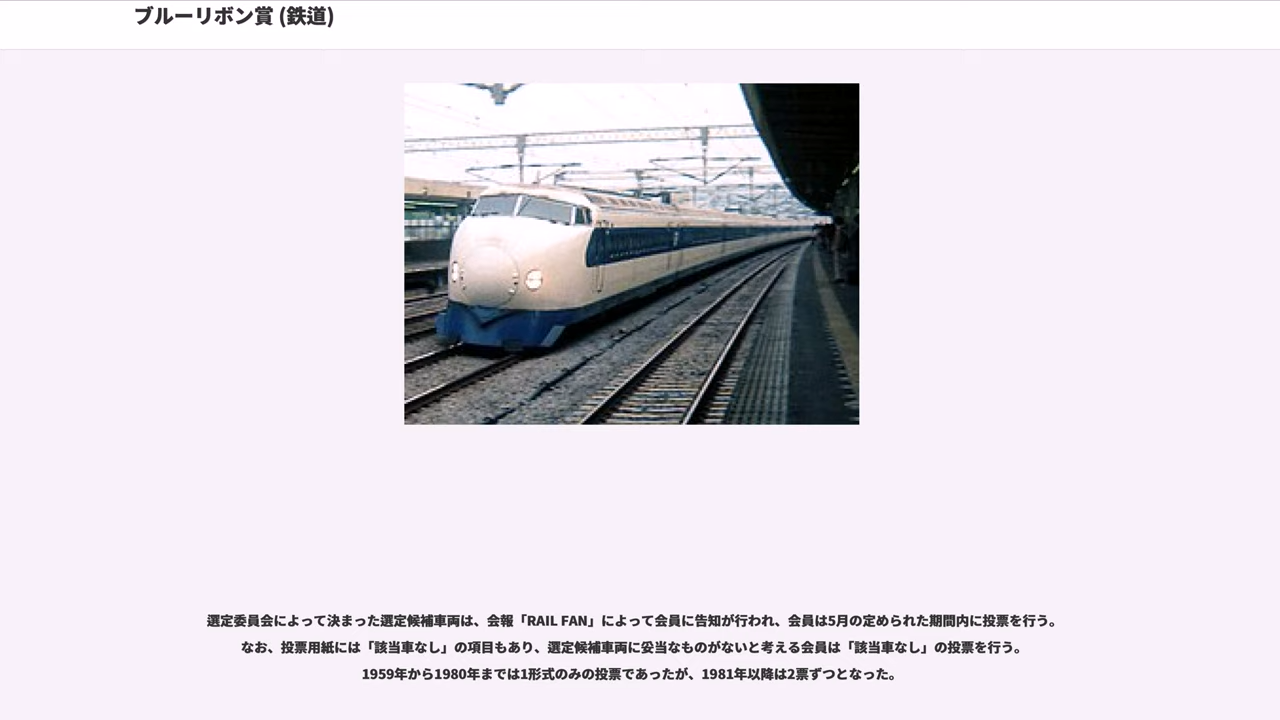 ブルーリボン賞 (鉄道)
選定委員会によって決まった選定候補車両は、会報「RAIL FAN」によって会員に告知が行われ、会員は5月の定められた期間内に投票を行う。
なお、投票用紙には「該当車なし」の項目もあり、選定候補車両に妥当なものがないと考える会員は「該当車なし」の投票を行う。
1959年から1980年までは1形式のみの投票であったが、1981年以降は2票ずつとなった。